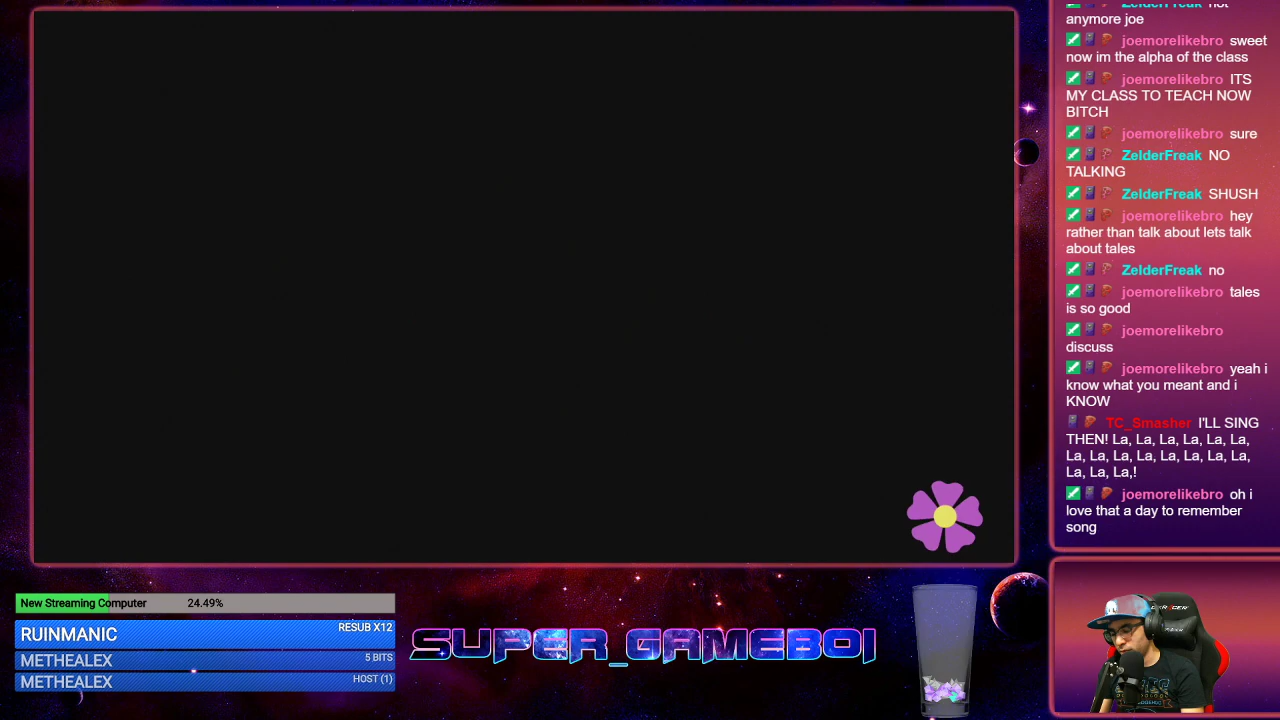 anymore joe
joemorelikebro sweet
now im the alpha of the class
joemorelikebro ITS
MY CLASS TO TEACH NOW
BITCH
joemorelikebro sure
ZelderFreak NO
TALKING
ZelderFreak SHUSH
joemorelikebro hey
rather than talk about lets talk
about tales
ZelderFreak no
joemorelikebro tales
is so good
joemorelikebro
discuss
joemorelikebro yeah i
know what you meant and i
KNOW
TC_Smasher I'LL SING
THEN! La, La, La, La, La, La,
La, La, La, La, La, La, La, La,
La, La, La,!
joemorelikebro oh i
love that a day to remember
song
New Streaming Computer 24.49%
RUINMANIC RESUB X12
METHEALEX 5 BITS
METHEALEX HOST (1)
SUPER_GAMEBOI